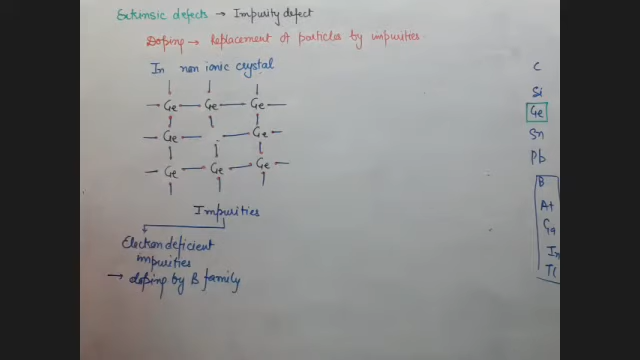 Extrinsic defects → Impurity defect
Doping → Replacement of particles by impurities
In non ionic crystal
Ge Ge Ge
Ge Ge
Ge Ge Ge
Impurities
Electron deficient
impurities
→ doping by B family
C
Si
Ge
Sn
Pb
B
Al
Ga
In
Tl